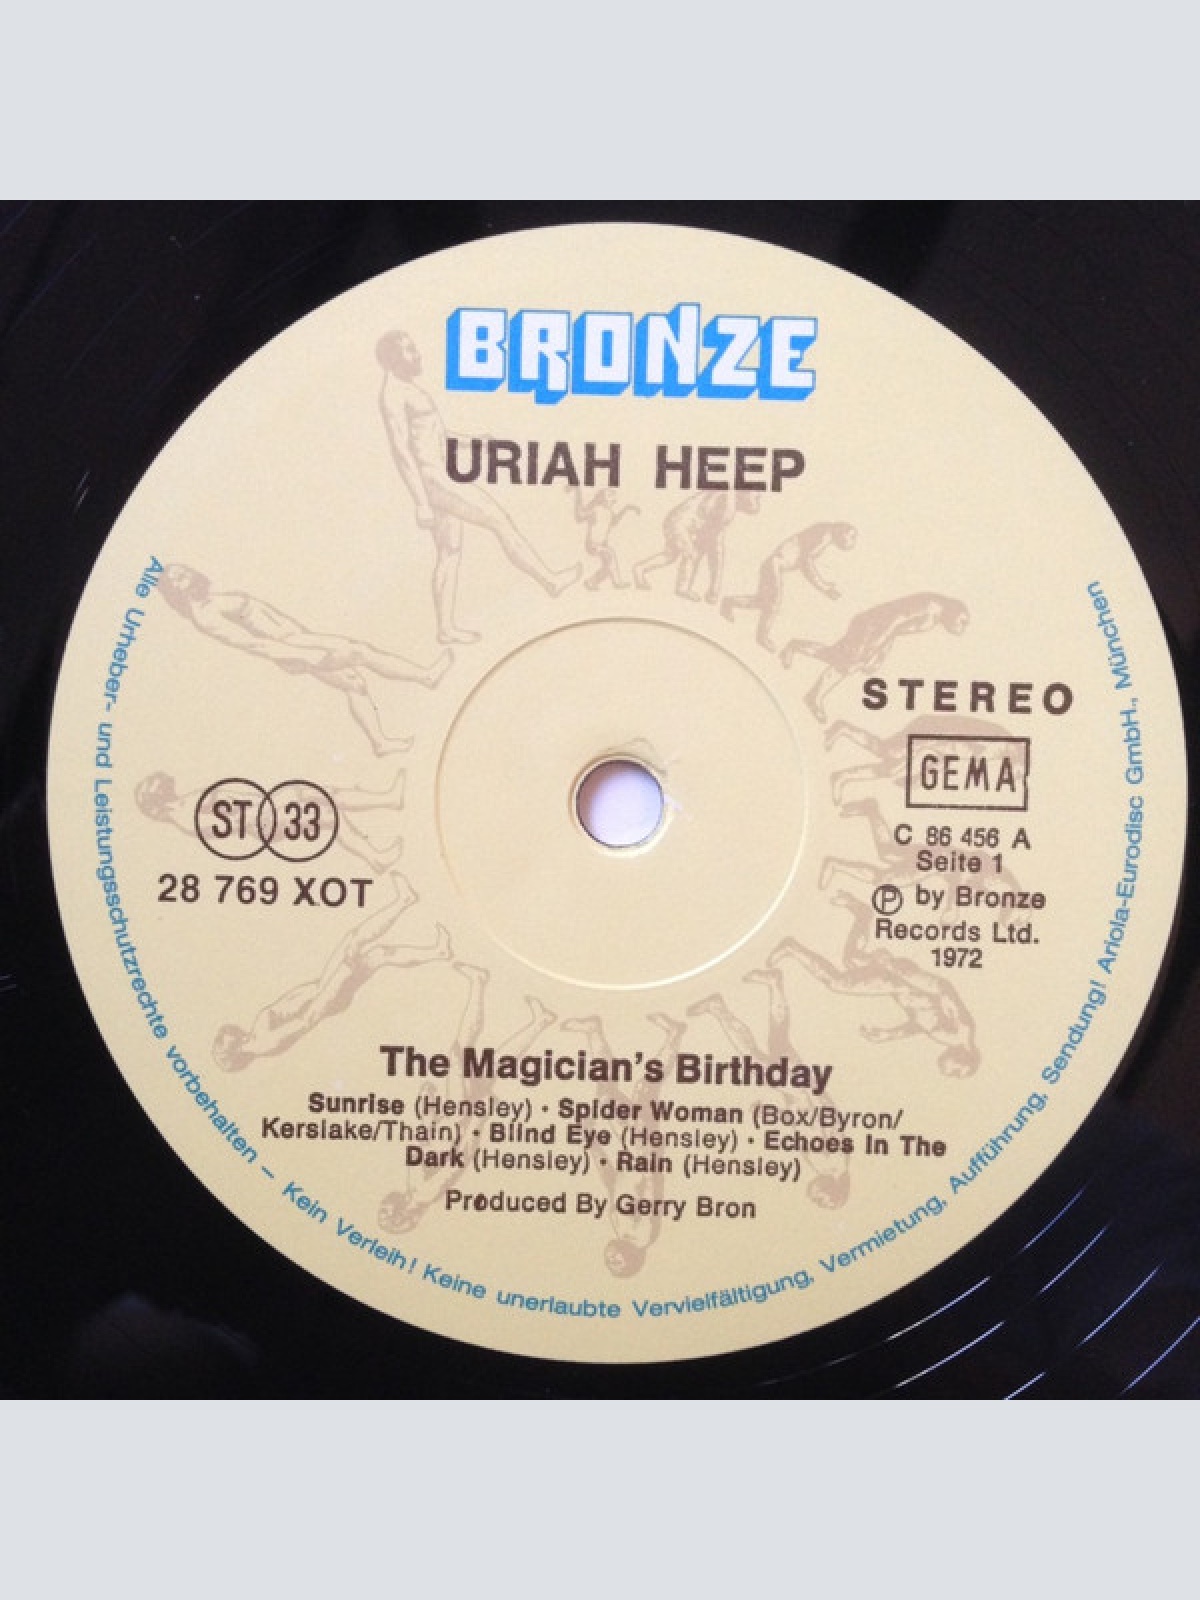 BRONZE
URIAH HEEP
STEREO
GEMA
C 86 456 A
Seite 1
Ⓟ by Bronze
Records Ltd.
1972
ST 33
28 769 XOT
The Magician's Birthday
Sunrise (Hensley) · Spider Woman (Box/Byron/
Kerslake/Thain) · Blind Eye (Hensley) · Echoes In The
Dark (Hensley) · Rain (Hensley)
Produced By Gerry Bron
Alle Urheber- und Leistungsschutzrechte vorbehalten – Kein Verleih! Keine unerlaubte Vervielfältigung, Vermietung, Aufführung, Sendung! Ariola-Eurodisc GmbH., München